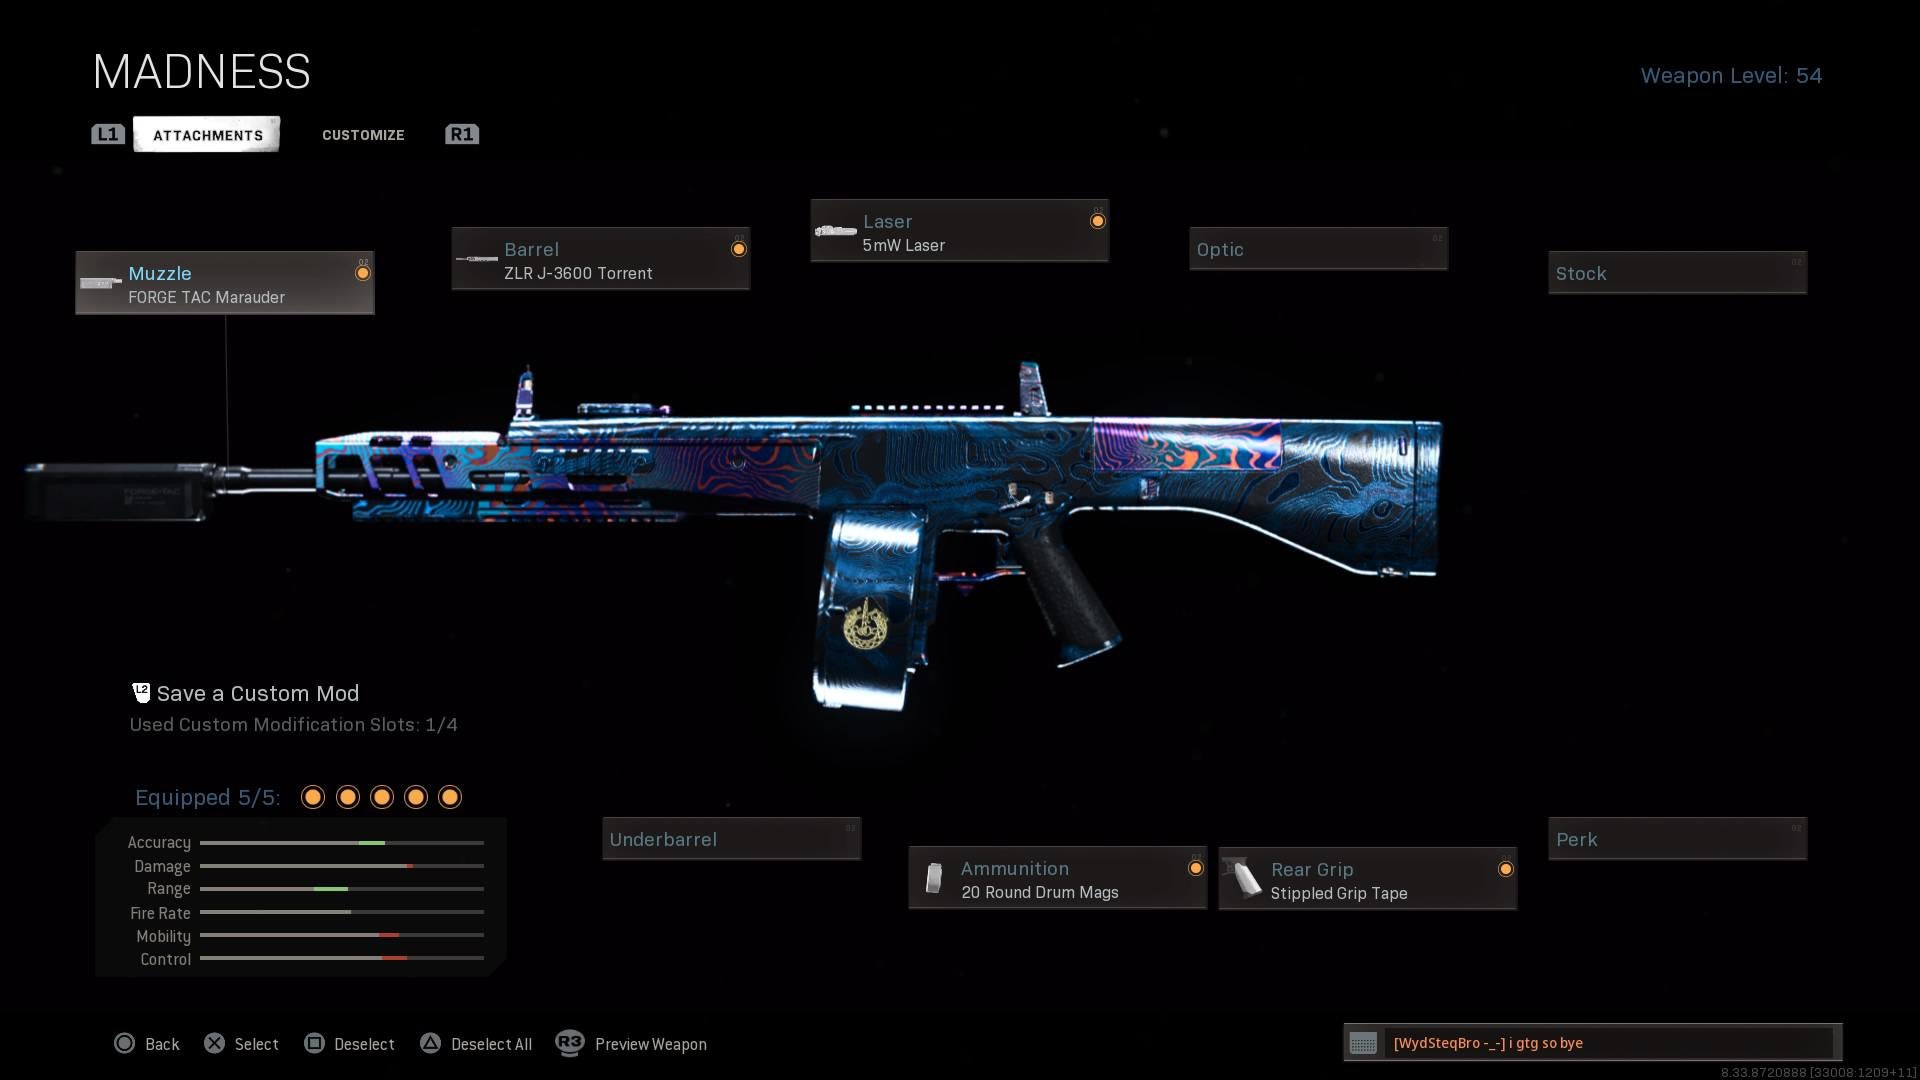 MADNESS
Weapon Level: 54
L1 ATTACHMENTS CUSTOMIZE R1
Muzzle
FORGE TAC Marauder
Barrel
ZLR J-3600 Torrent
Laser
5mW Laser
Optic
Stock
FORGE-TAC
L2 Save a Custom Mod
Used Custom Modification Slots: 1/4
Equipped 5/5:
Accuracy
Damage
Range
Fire Rate
Mobility
Control
Underbarrel
Ammunition
20 Round Drum Mags
Rear Grip
Stippled Grip Tape
Perk
Back Select Deselect Deselect All R3 Preview Weapon
[WydSteqBro -_-] i gtg so bye
8.33.8720888 [33008:1209+11]